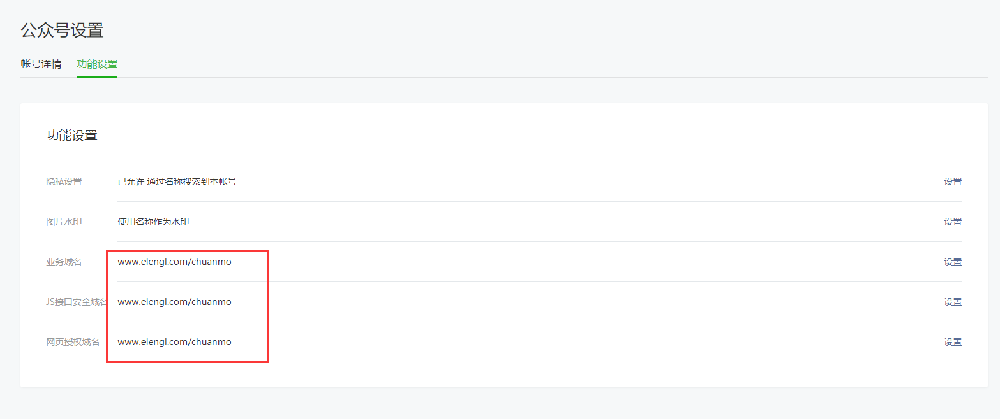 公众号设置
帐号详情 功能设置
功能设置
隐私设置 已允许 通过名称搜索到本帐号 设置
图片水印 使用名称作为水印 设置
业务域名 www.elengl.com/chuanmo 设置
JS接口安全域名 www.elengl.com/chuanmo 设置
网页授权域名 www.elengl.com/chuanmo 设置